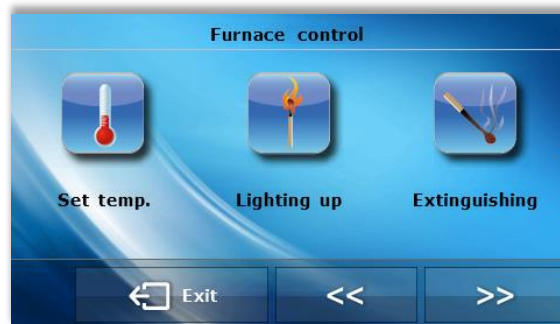 Furnace control
Set temp. Lighting up Extinguishing
Exit << >>